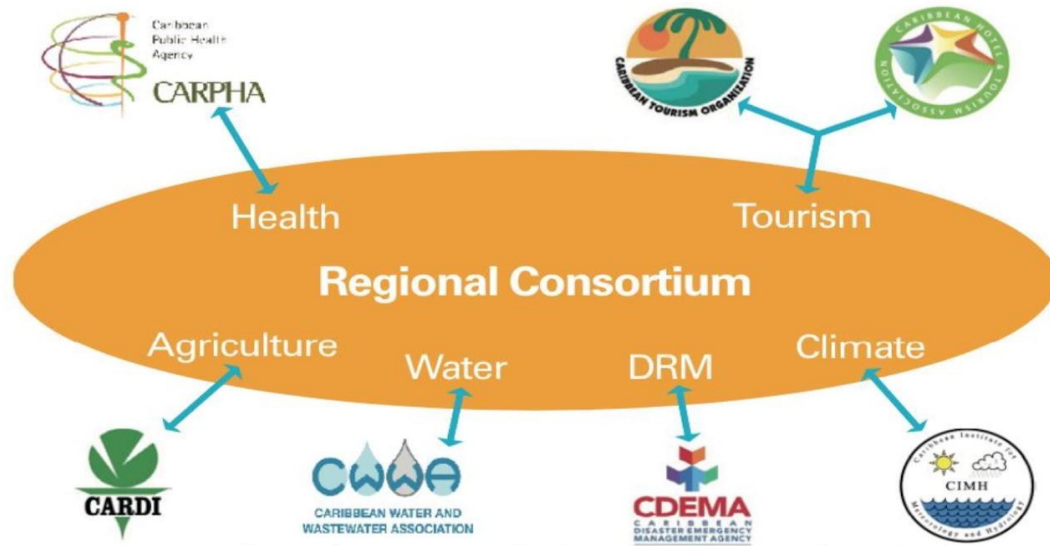 Caribbean
Public Health
Agency
CARPHA
CARIBBEAN TOURISM ORGANIZATION
CARIBBEAN HOTEL & TOURISM ASSOCIATION
Health
Tourism
Regional Consortium
Agriculture
Water
DRM
Climate
CARDI
CWWA
CARIBBEAN WATER AND
WASTEWATER ASSOCIATION
CDEMA
CARIBBEAN
DISASTER EMERGENCY
MANAGEMENT AGENCY
Caribbean Institute for
CIMH
Meteorology and Hydrology